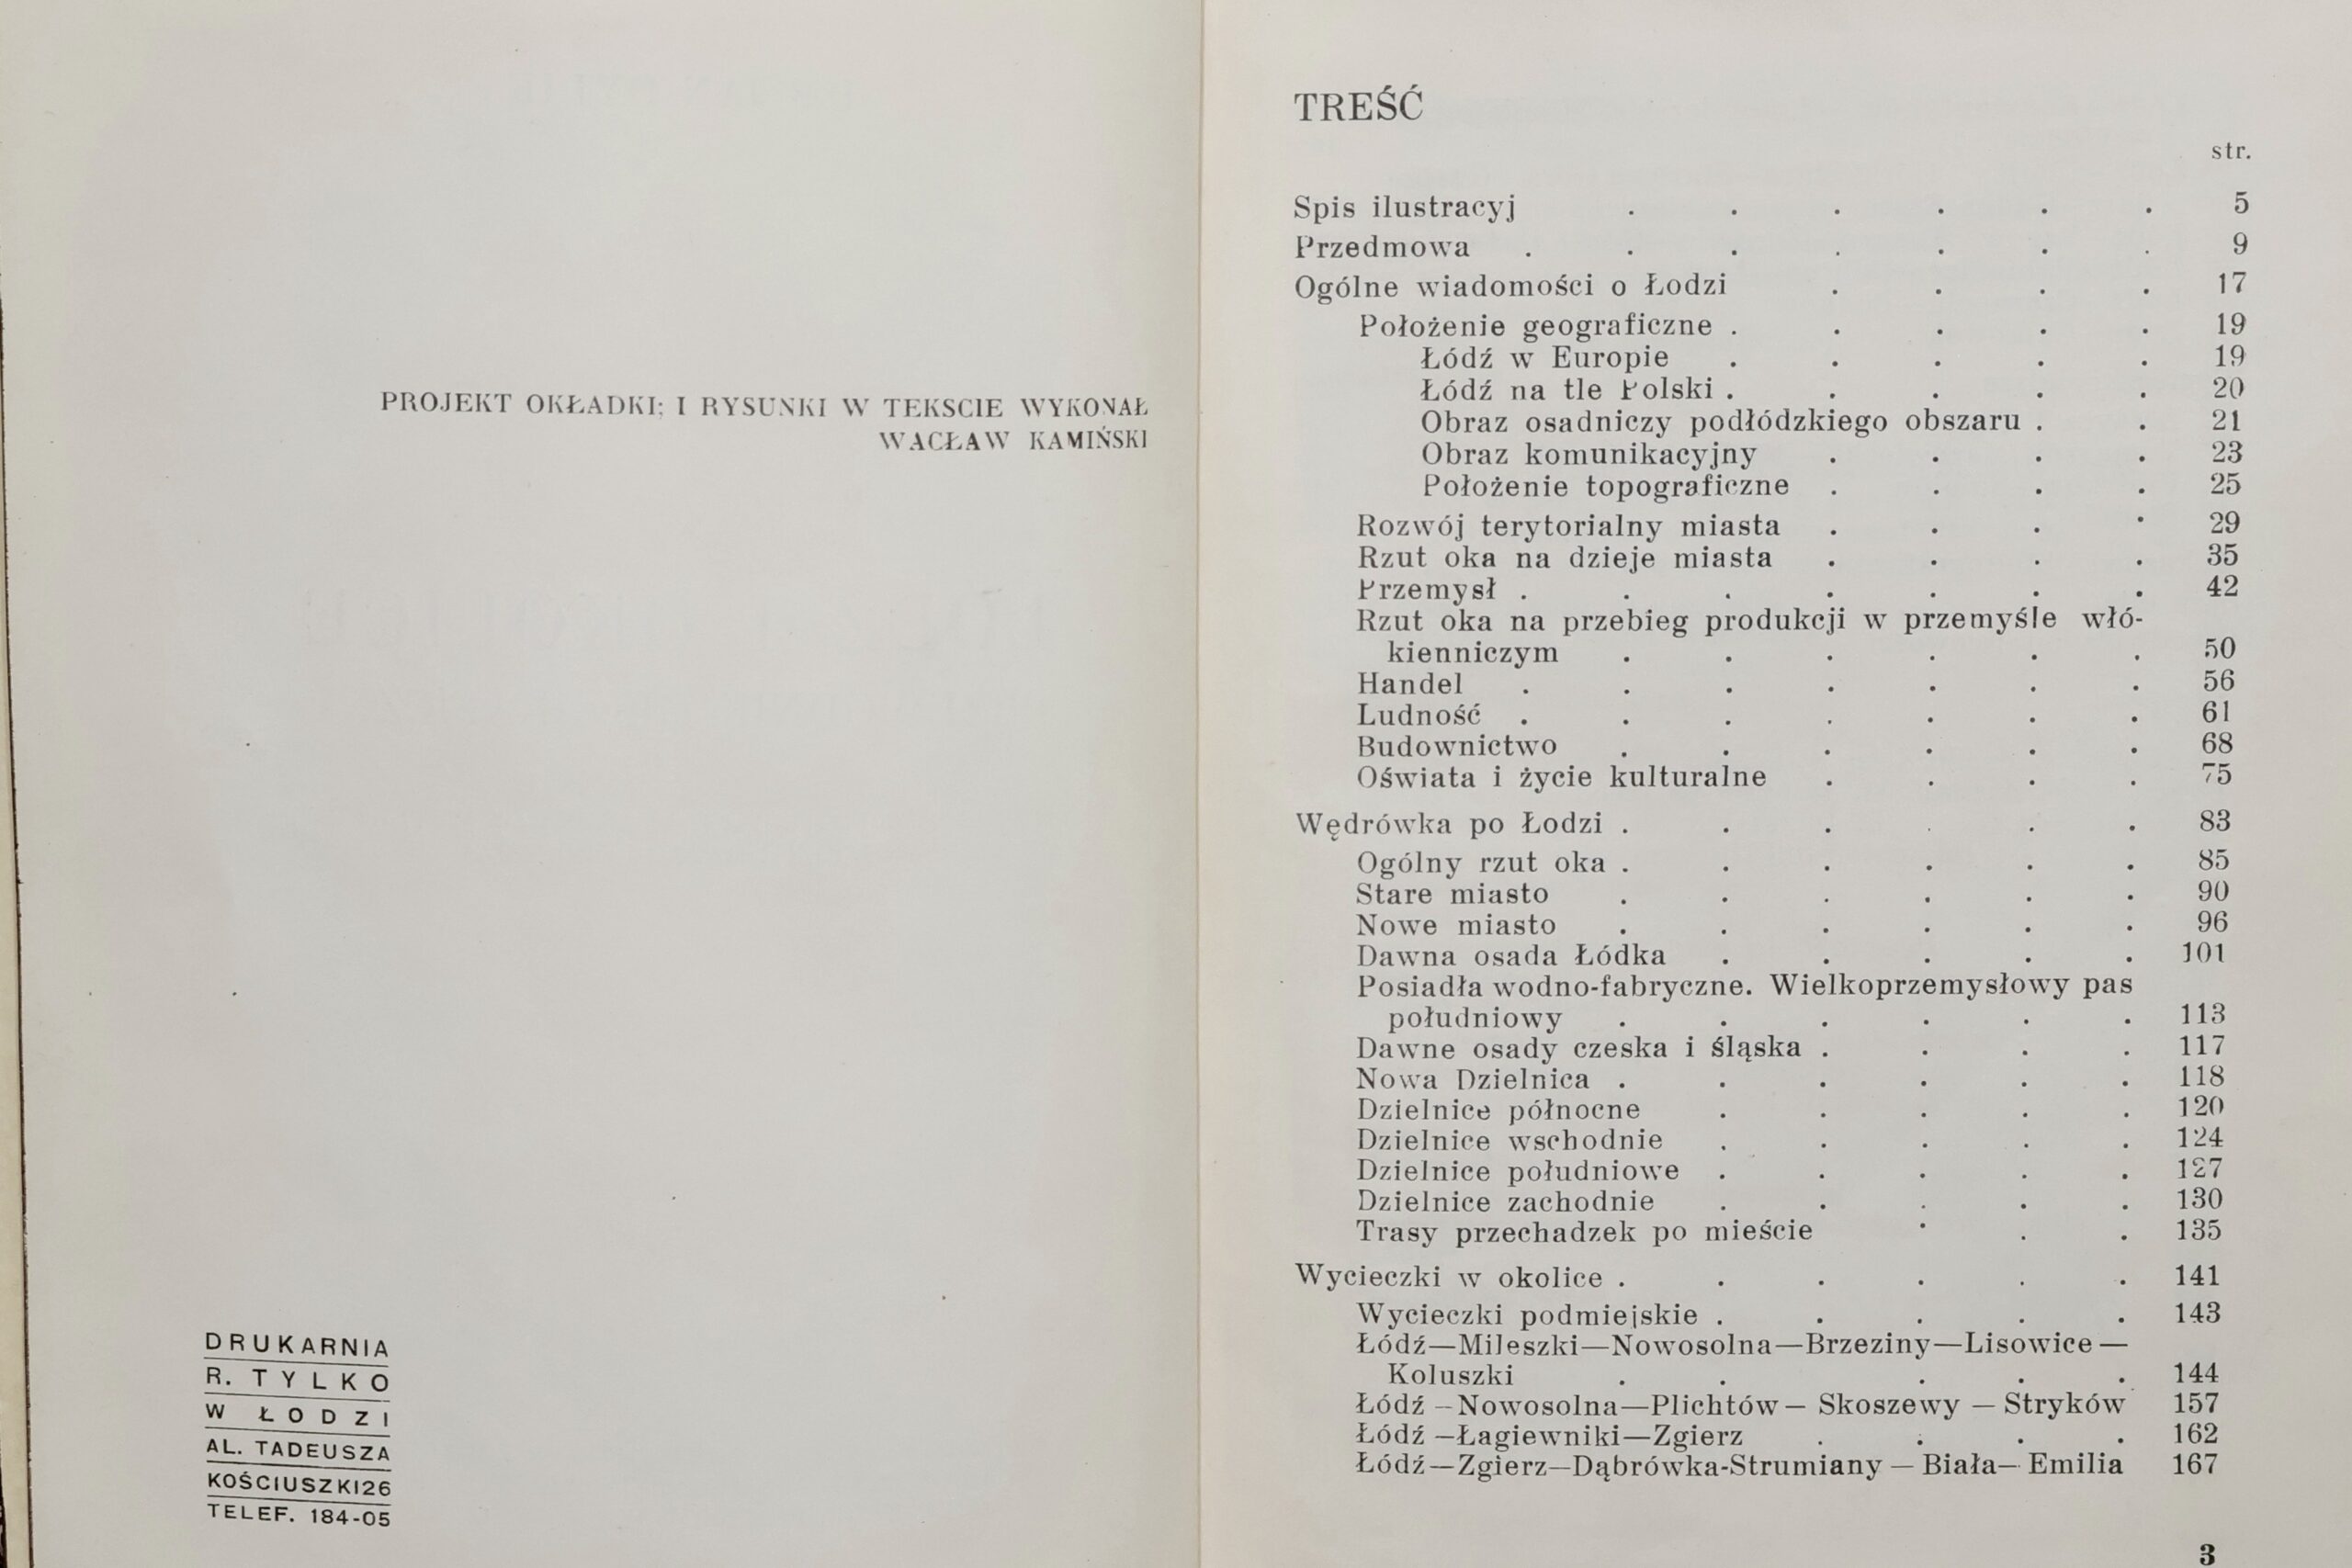 PROJEKT OKŁADKI; I RYSUNKI W TEKSCIE WYKONAŁ
WACŁAW KAMIŃSKI
DRUKARNIA
R. TYLKO
W ŁODZI
AL. TADEUSZA
KOŚCIUSZKI26
TELEF. 184-05
TREŚĆ
str.
Spis ilustracyj . . . . . . 5
Przedmowa . . . . . . . 9
Ogólne wiadomości o Łodzi . . . . 17
Położenie geograficzne . . . . . 19
Łódź w Europie . . . . . 19
Łódź na tle Polski . . . . . 20
Obraz osadniczy podłódzkiego obszaru . . 21
Obraz komunikacyjny . . . . 23
Położenie topograficzne . . . . 25
Rozwój terytorialny miasta . . . . 29
Rzut oka na dzieje miasta . . . . 35
Przemysł . . . . . . . 42
Rzut oka na przebieg produkcji w przemyśle włó-
kienniczym . . . . . . 50
Handel . . . . . . . 56
Ludność . . . . . . . 61
Budownictwo . . . . . . 68
Oświata i życie kulturalne . . . . 75
Wędrówka po Łodzi . . . . . . 83
Ogólny rzut oka . . . . . . 85
Stare miasto . . . . . . 90
Nowe miasto . . . . . . 96
Dawna osada Łódka . . . . . 101
Posiadła wodno-fabryczne. Wielkoprzemysłowy pas
południowy . . . . . . 113
Dawne osady czeska i śląska . . . . 117
Nowa Dzielnica . . . . . . 118
Dzielnice północne . . . . . 120
Dzielnice wschodnie . . . . . 124
Dzielnice południowe . . . . . 127
Dzielnice zachodnie . . . . . 130
Trasy przechadzek po mieście . . . 135
Wycieczki w okolice . . . . . . 141
Wycieczki podmiejskie . . . . . 143
Łódź—Mileszki—Nowosolna—Brzeziny—Lisowice—
Koluszki . . . . . 144
Łódź–Nowosolna—Plichtów—Skoszewy—Stryków 157
Łódź—Łagiewniki—Zgierz . . . . 162
Łódź—Zgierz—Dąbrówka-Strumiany—Biała—Emilia 167
3